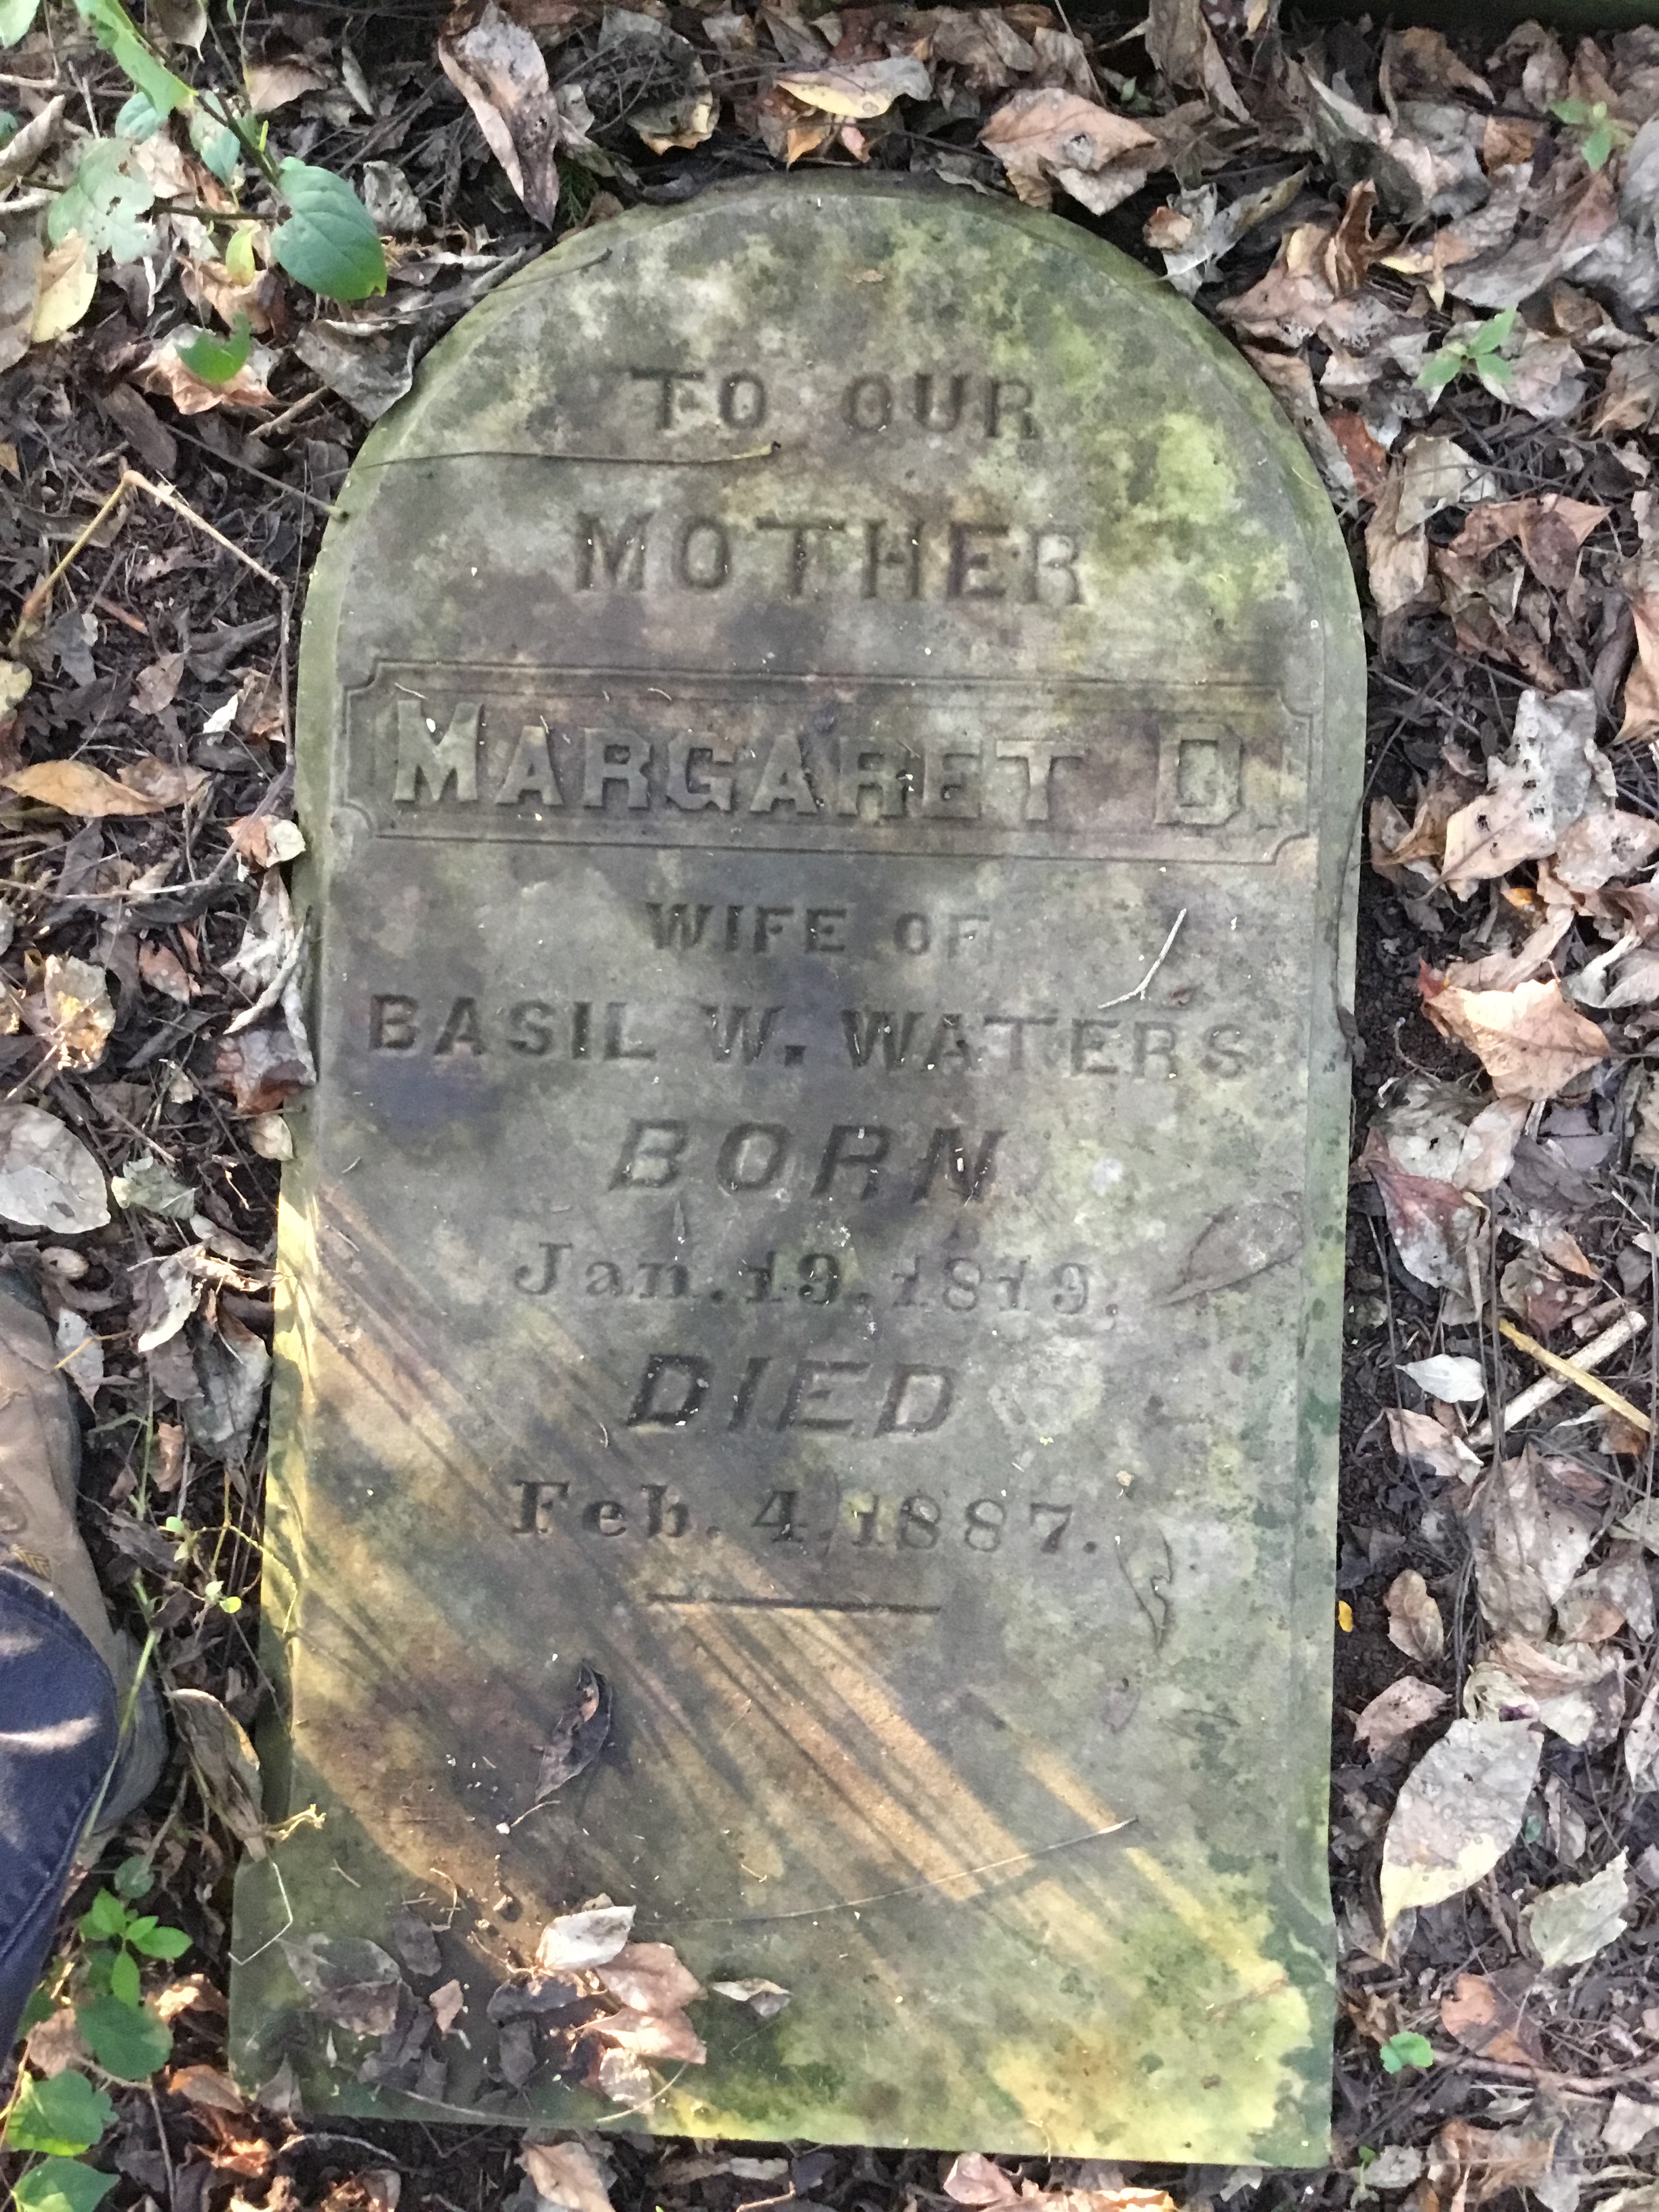 TO OUR
MOTHER
MARGARET D.
WIFE OF
BASIL W. WATERS
BORN
Jan. 19. 1819.
DIED
Feb. 4, 1887.